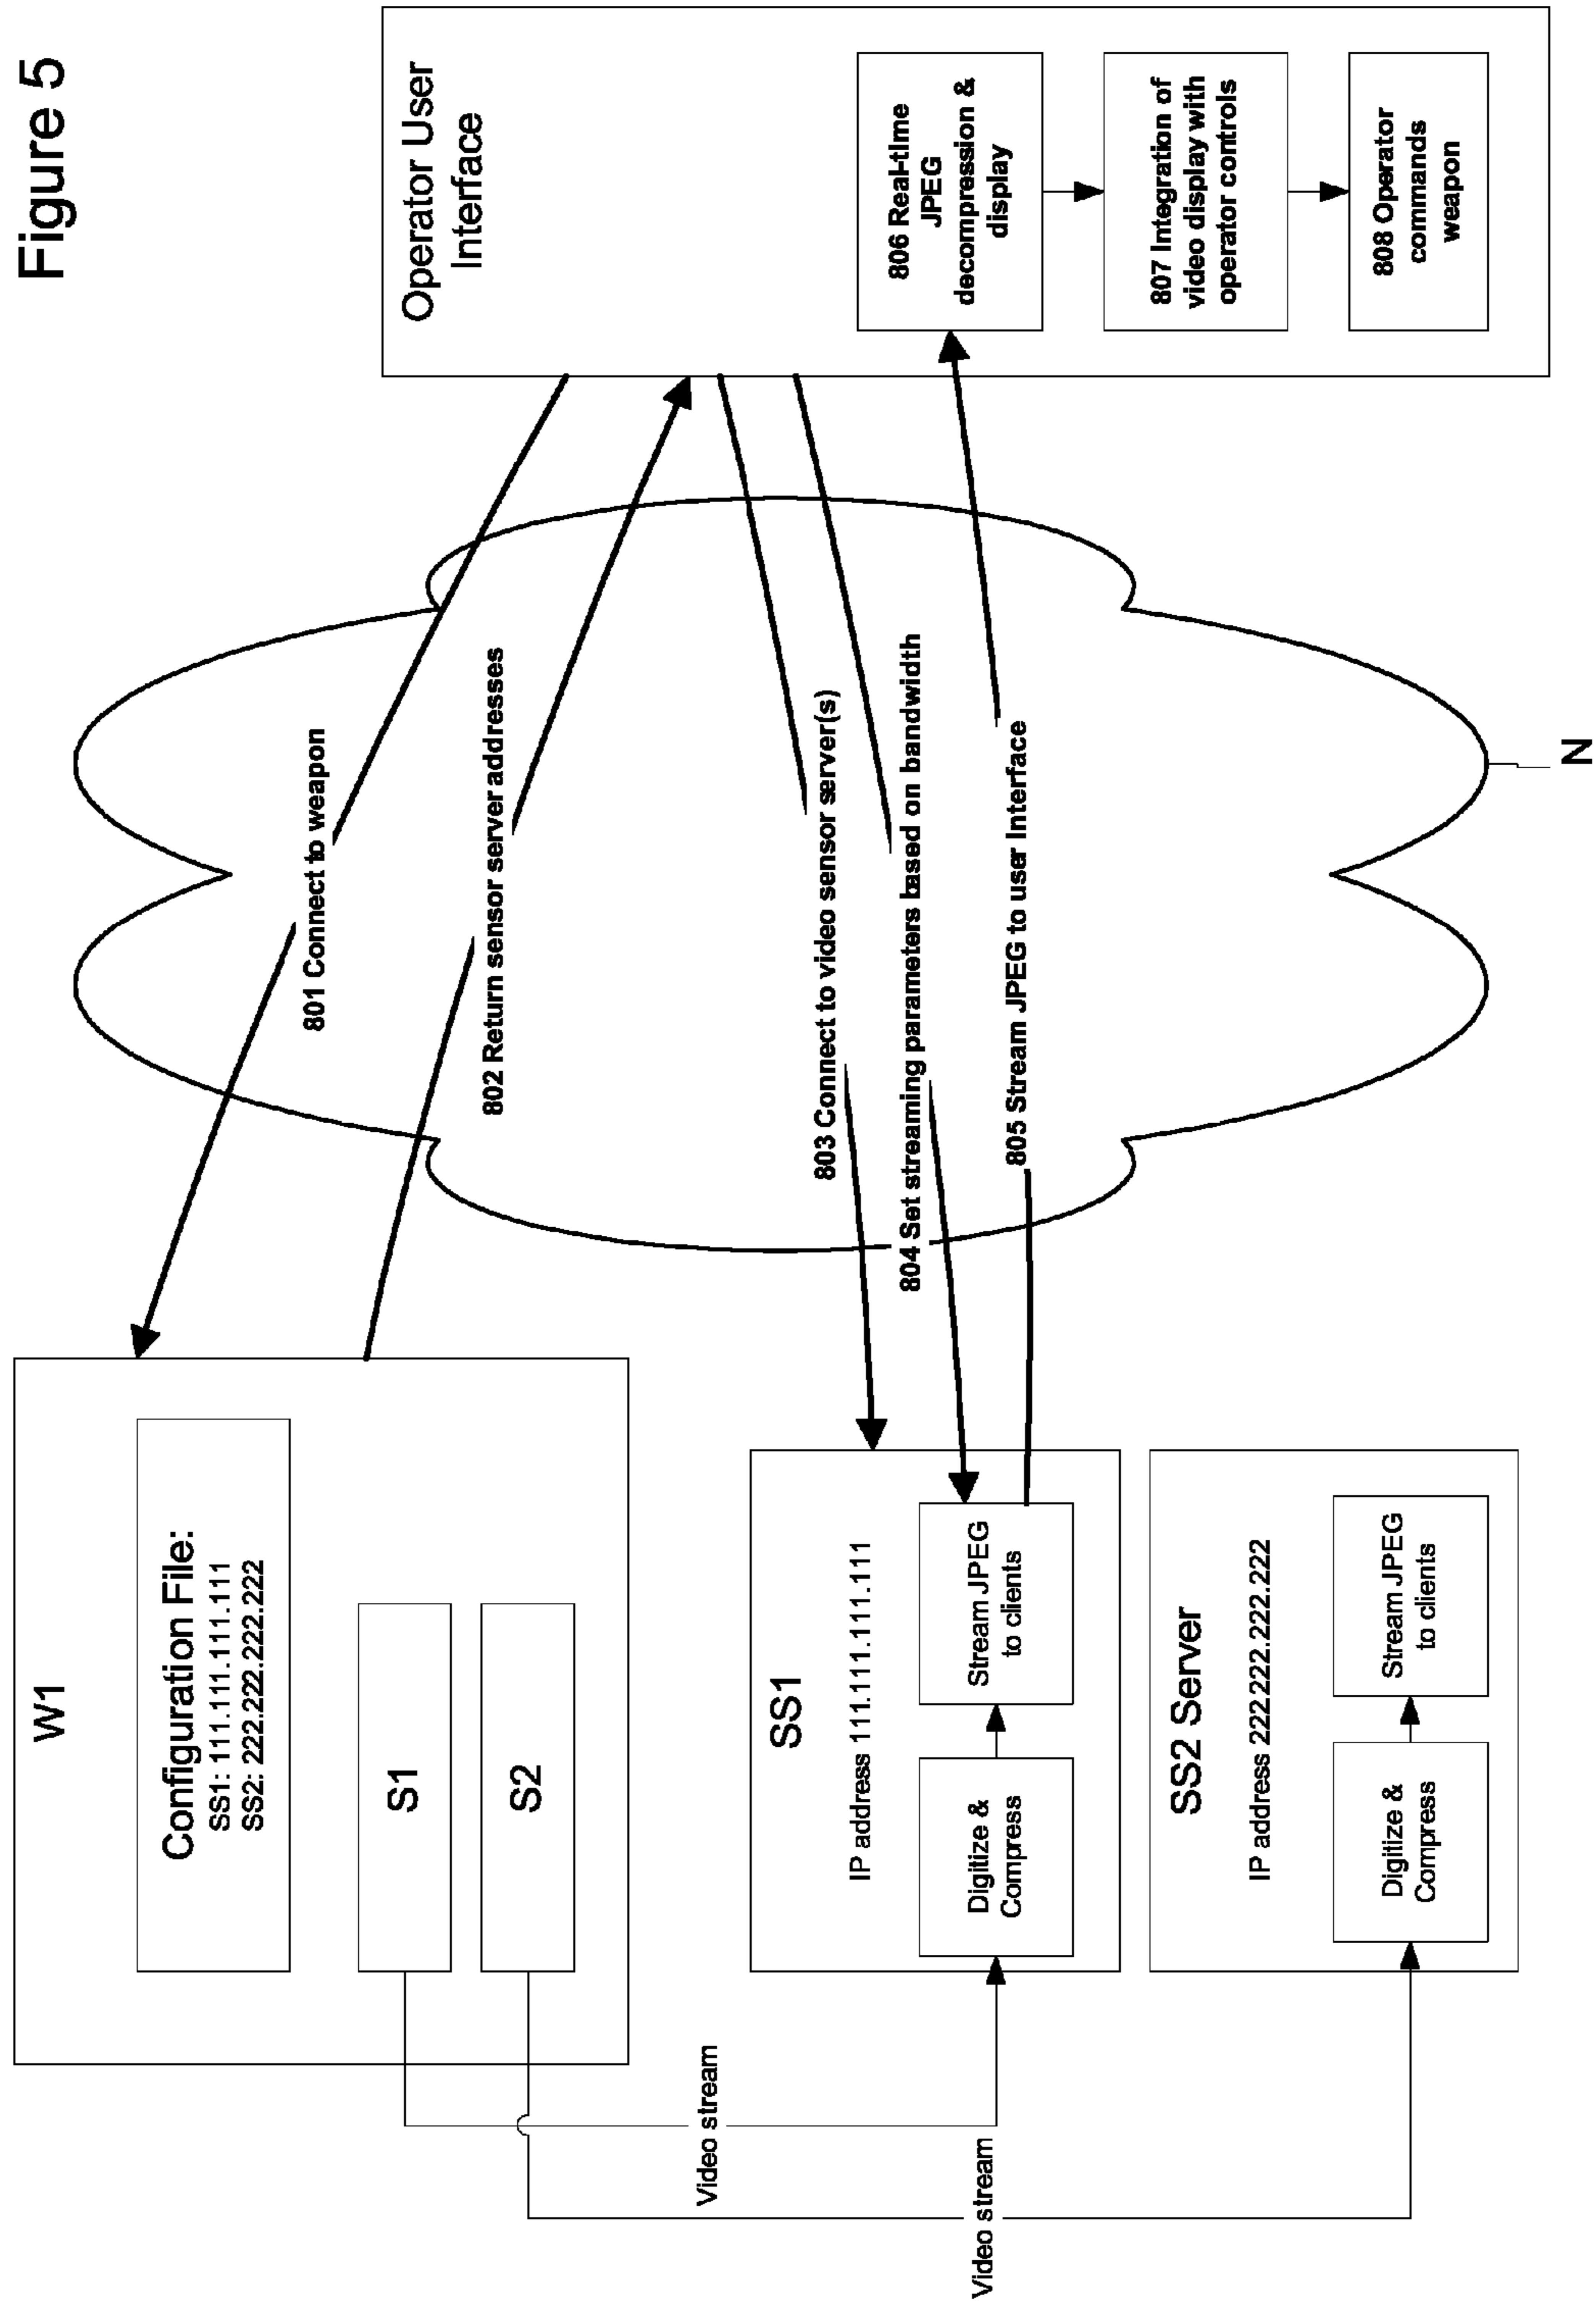 Figure 5
W1
Configuration File:
SS1: 111.111.111.111
SS2: 222.222.222.222
S1
S2
Video stream
Video stream
SS1
IP address 111.111.111.111
Digitize &
Compress
Stream JPEG
to clients
SS2 Server
IP address 222.222.222.222
Digitize &
Compress
Stream JPEG
to clients
801 Connect to weapon
802 Return sensor server addresses
803 Connect to video sensor server(s)
804 Set streaming parameters based on bandwidth
805 Stream JPEG to user Interface
N
Operator User
Interface
806 Real-time
JPEG
decompression &
display
807 Integration of
video display with
operator controls
808 Operator
commands
weapon